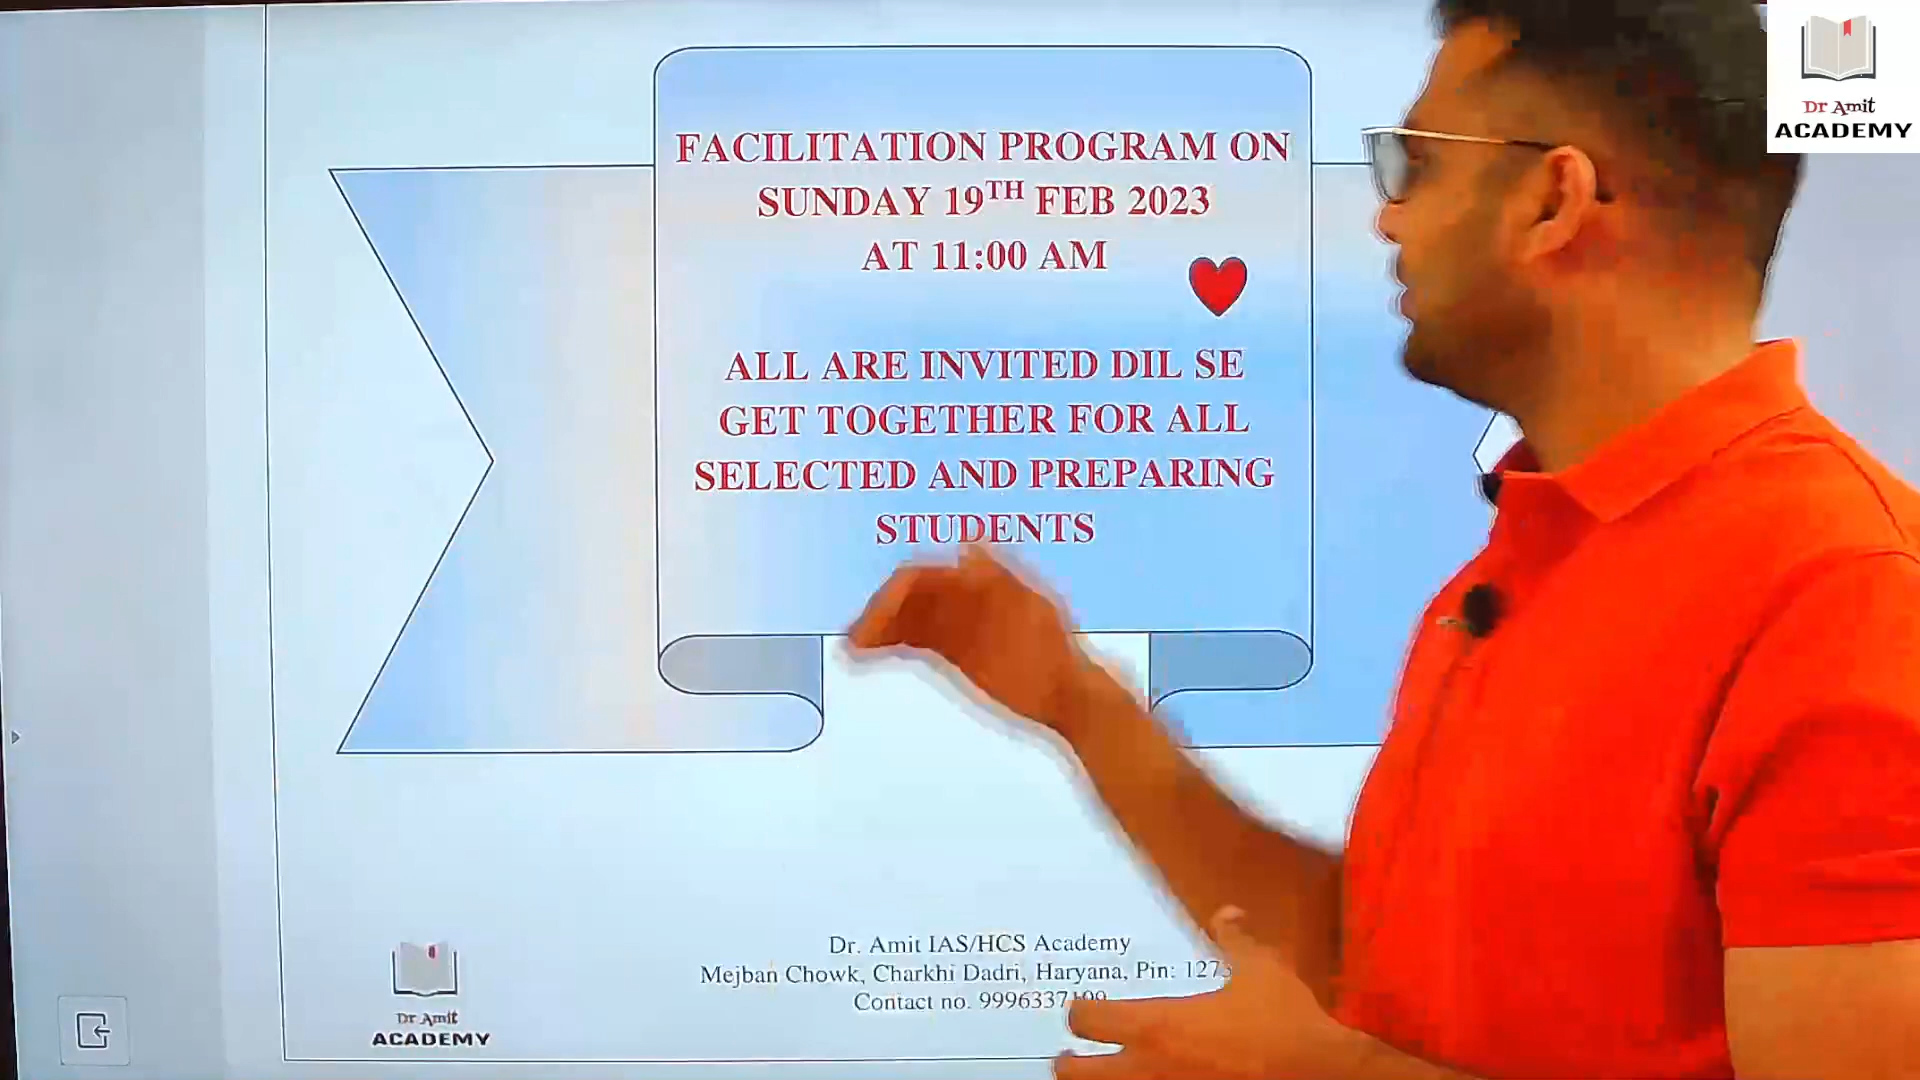 FACILITATION PROGRAM ON
SUNDAY 19TH FEB 2023
AT 11:00 AM
ALL ARE INVITED DIL SE
GET TOGETHER FOR ALL
SELECTED AND PREPARING
STUDENTS
Dr. Amit IAS/HCS Academy
Mejban Chowk, Charkhi Dadri, Haryana, Pin:
Contact no.
Dr Amit
ACADEMY
Dr Amit
ACADEMY